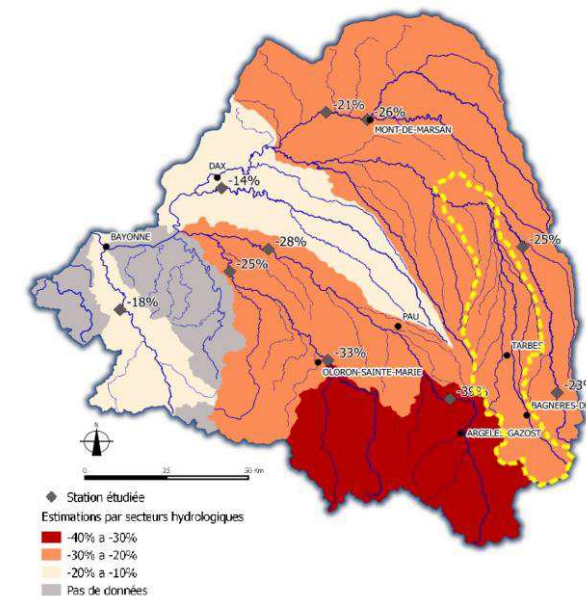 -21%
-26%
MONT-DE-MARSAN
DAX
-14%
BAYONNE
-28%
-25%
-25%
-18%
PAU
TARBES
-33%
OLORON-SAINTE-MARIE
-39%
-23%
ARGELES-GAZOST
N
0 25 50 Km
Station étudiée
Estimations par secteurs hydrologiques
-40% a -30%
-30% a -20%
-20% a -10%
Pas de données